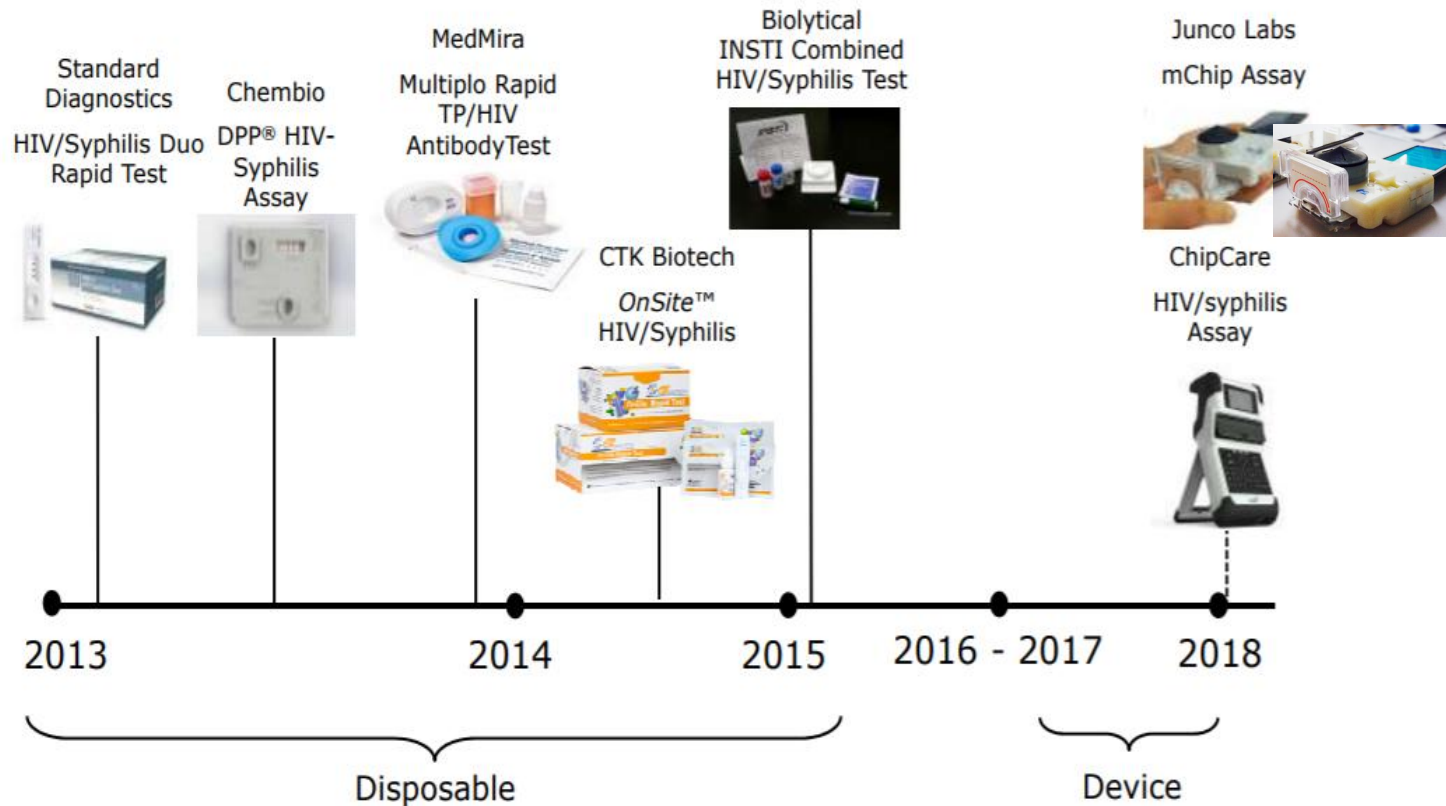 Standard
Diagnostics
HIV/Syphilis Duo
Rapid Test
Chembio
DPP® HIV-
Syphilis
Assay
MedMira
Multiplo Rapid
TP/HIV
AntibodyTest
CTK Biotech
OnSite™
HIV/Syphilis
Biolytical
INSTI Combined
HIV/Syphilis Test
Junco Labs
mChip Assay
ChipCare
HIV/syphilis
Assay
2013
2014
2015
2016 - 2017
2018
Disposable
Device